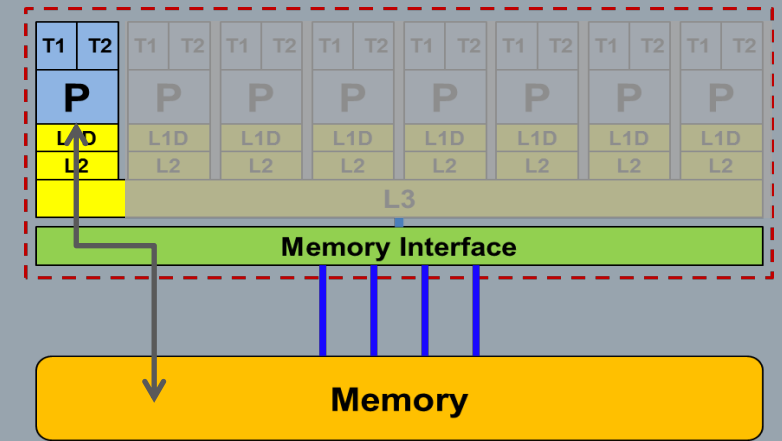 T1 T2 T1 T2 T1 T2 T1 T2 T1 T2 T1 T2 T1 T2 T1 T2
P P P P P P P P
L1D L1D L1D L1D L1D L1D L1D L1D
L2 L2 L2 L2 L2 L2 L2 L2
L3
Memory Interface
Memory